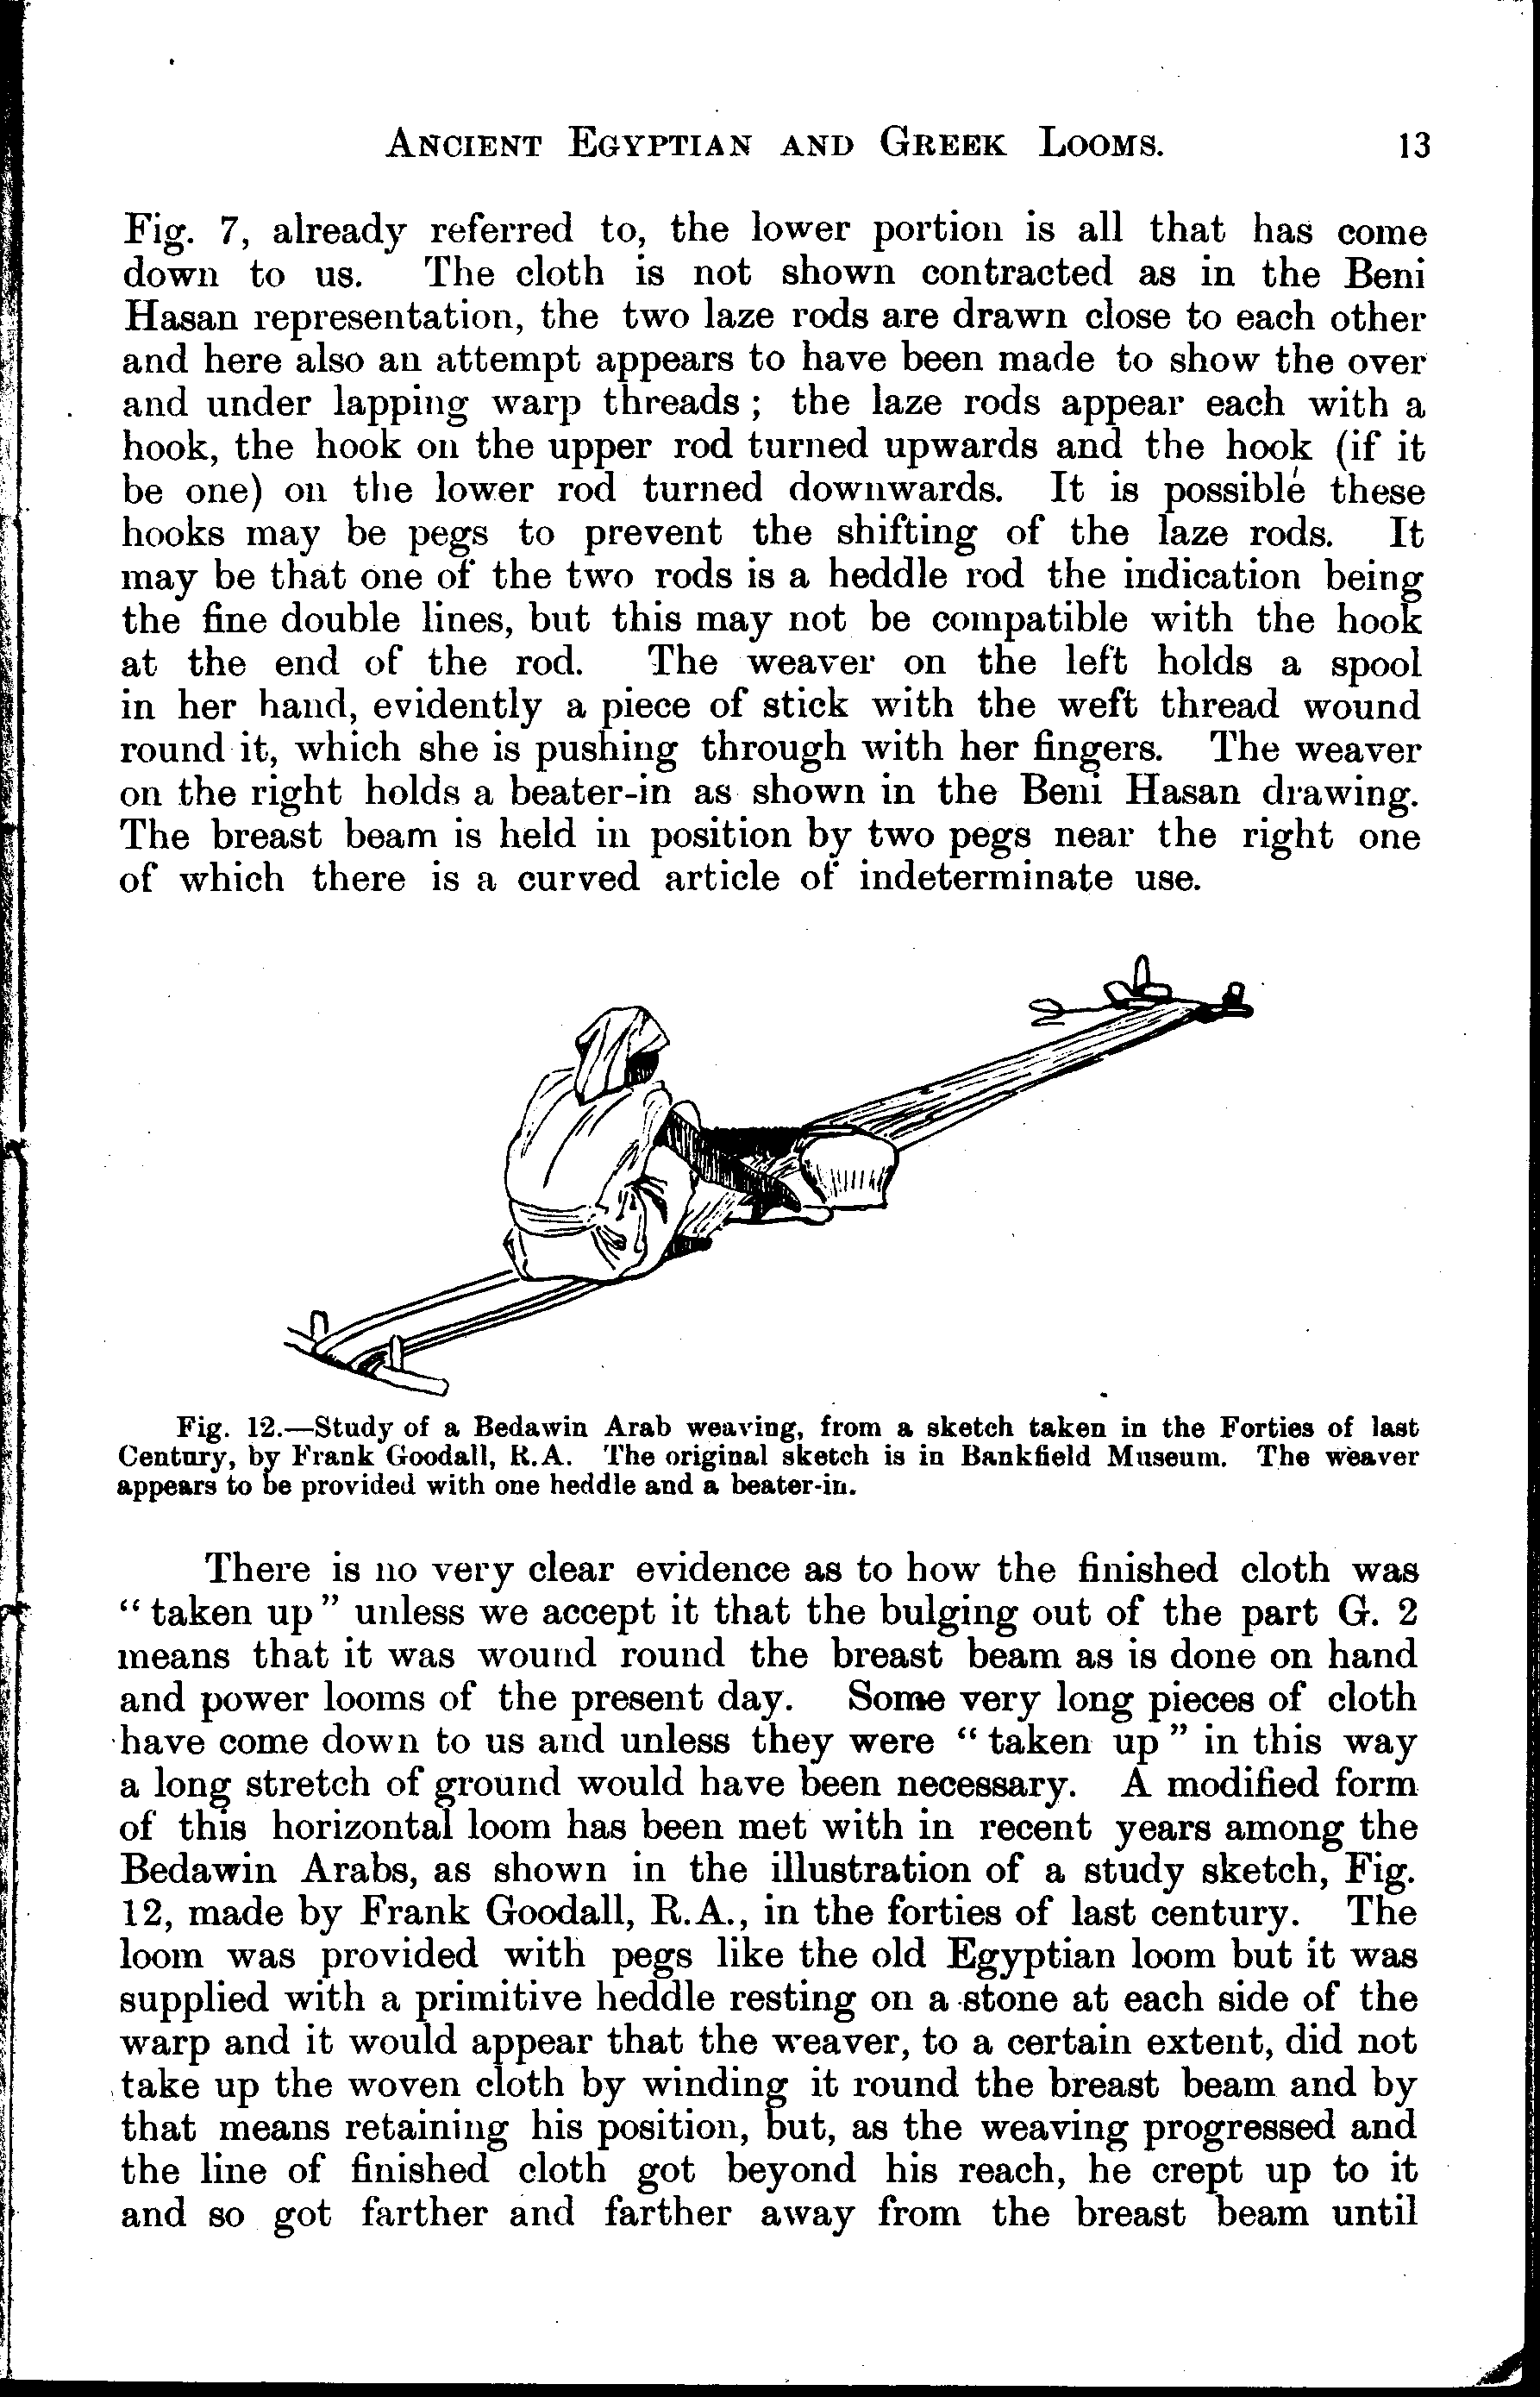 ANCIENT EGYPTIAN AND GREEK LOOMS. 13
Fig. 7, already referred to, the lower portion is all that has come
down to us. The cloth is not shown contracted as in the Beni
Hasan representation, the two laze rods are drawn close to each other
and here also an attempt appears to have been made to show the over
and under lapping warp threads; the laze rods appear each with a
hook, the hook on the upper rod turned upwards and the hook (if it
be one) on the lower rod turned downwards. It is possible these
hooks may be pegs to prevent the shifting of the laze rods. It
may be that one of the two rods is a heddle rod the indication being
the fine double lines, but this may not be compatible with the hook
at the end of the rod. The weaver on the left holds a spool
in her hand, evidently a piece of stick with the weft thread wound
round it, which she is pushing through with her fingers. The weaver
on the right holds a beater-in as shown in the Beni Hasan drawing.
The breast beam is held in position by two pegs near the right one
of which there is a curved article of indeterminate use.
Fig. 12.—Study of a Bedawin Arab weaving, from a sketch taken in the Forties of last
Century, by Frank Goodall, R.A. The original sketch is in Bankfield Museum. The weaver
appears to be provided with one heddle and a beater-in.
There is no very clear evidence as to how the finished cloth was
"taken up" unless we accept it that the bulging out of the part G. 2
means that it was wound round the breast beam as is done on hand
and power looms of the present day. Some very long pieces of cloth
have come down to us and unless they were "taken up" in this way
a long stretch of ground would have been necessary. A modified form
of this horizontal loom has been met with in recent years among the
Bedawin Arabs, as shown in the illustration of a study sketch, Fig.
12, made by Frank Goodall, R.A., in the forties of last century. The
loom was provided with pegs like the old Egyptian loom but it was
supplied with a primitive heddle resting on a stone at each side of the
warp and it would appear that the weaver, to a certain extent, did not
take up the woven cloth by winding it round the breast beam and by
that means retaining his position, but, as the weaving progressed and
the line of finished cloth got beyond his reach, he crept up to it
and so got farther and farther away from the breast beam until